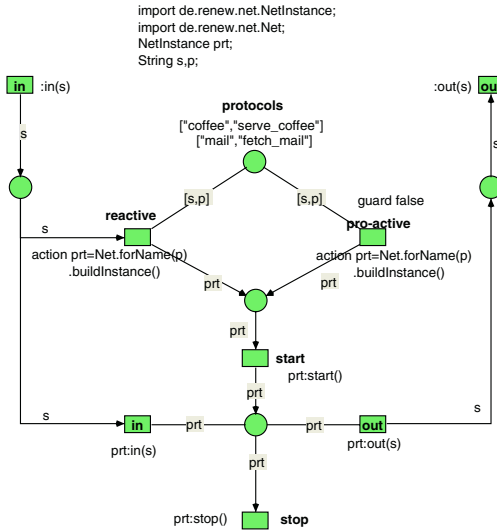 import de.renew.net.NetInstance;
import de.renew.net.Net;
NetInstance prt;
String s,p;
in :in(s)
:out(s) out
s
s
protocols
["coffee","serve_coffee"]
["mail","fetch_mail"]
[s,p]
[s,p]
guard false
reactive
pro-active
s
action prt=Net.forName(p)
.buildInstance()
action prt=Net.forName(p)
.buildInstance()
prt
prt
prt
start
prt:start()
prt
s
s
in
prt
prt
out
prt:in(s)
prt:out(s)
prt
prt:stop()
stop